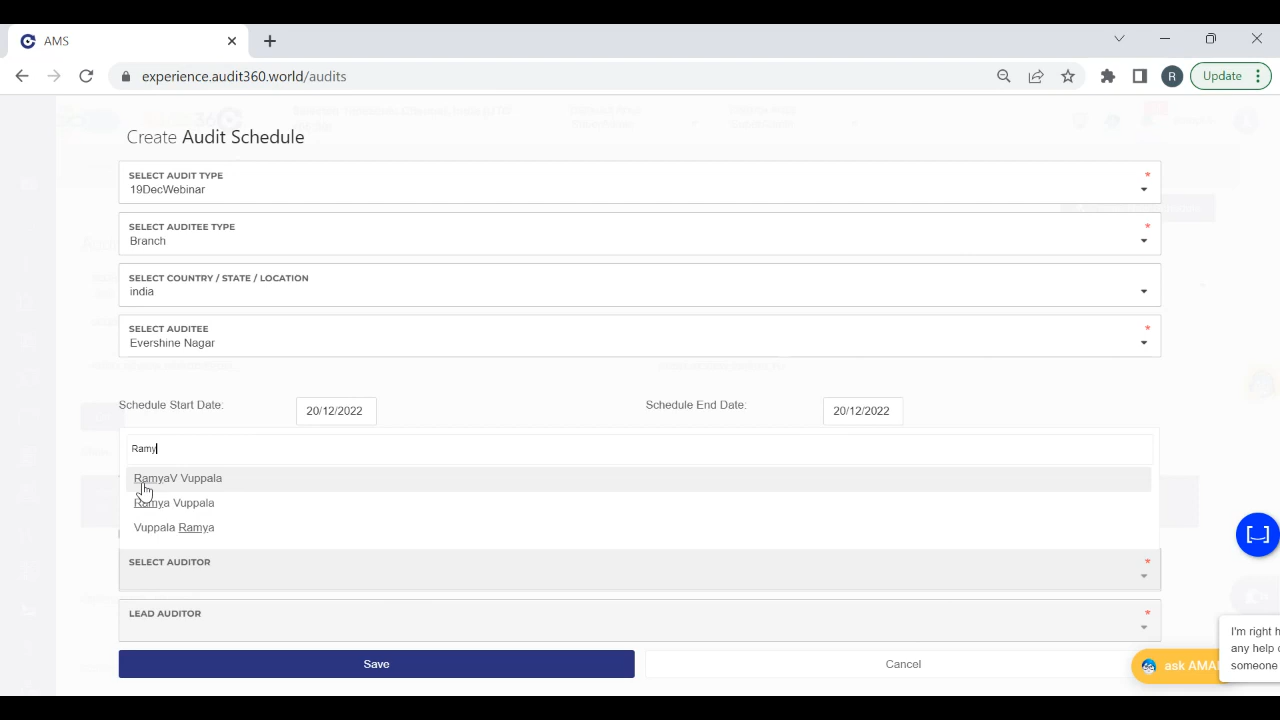 AMS
experience.audit360.world/audits
R
Update
Create Audit Schedule
SELECT AUDIT TYPE *
19DecWebinar
SELECT AUDITEE TYPE *
Branch
SELECT COUNTRY / STATE / LOCATION
india
SELECT AUDITEE *
Evershine Nagar
Schedule Start Date: 20/12/2022 Schedule End Date: 20/12/2022
Ramy
RamyaV Vuppala
Ramya Vuppala
Vuppala Ramya
SELECT AUDITOR *
LEAD AUDITOR *
Save Cancel
I'm right h
any help
someone
ask AMA